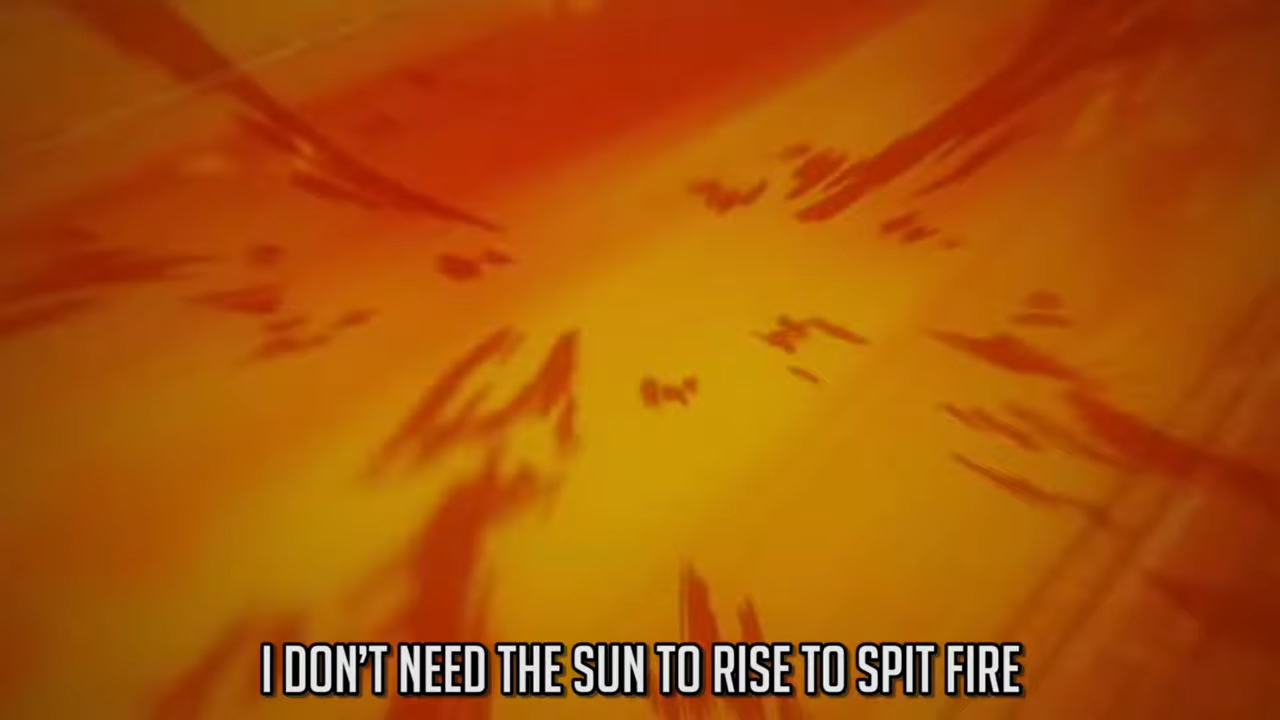 I DON'T NEED THE SUN TO RISE TO SPIT FIRE